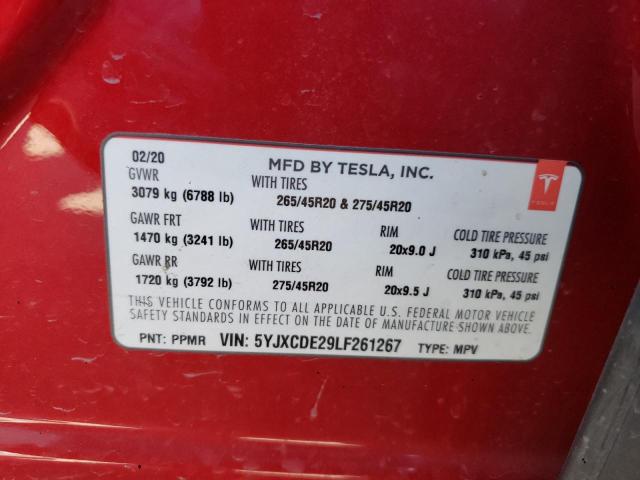 02/20
MFD BY TESLA, INC.
GVWR
3079 kg (6788 lb)
WITH TIRES
265/45R20 & 275/45R20
TESLA
GAWR FRT
1470 kg (3241 lb)
WITH TIRES
265/45R20
RIM
20x9.0 J
COLD TIRE PRESSURE
310 kPa, 45 psi
GAWR RR
1720 kg (3792 lb)
WITH TIRES
275/45R20
RIM
20x9.5 J
COLD TIRE PRESSURE
310 kPa, 45 psi
THIS VEHICLE CONFORMS TO ALL APPLICABLE U.S. FEDERAL MOTOR VEHICLE
SAFETY STANDARDS IN EFFECT ON THE DATE OF MANUFACTURE SHOWN ABOVE.
PNT: PPMR VIN: 5YJXCDE29LF261267 TYPE: MPV